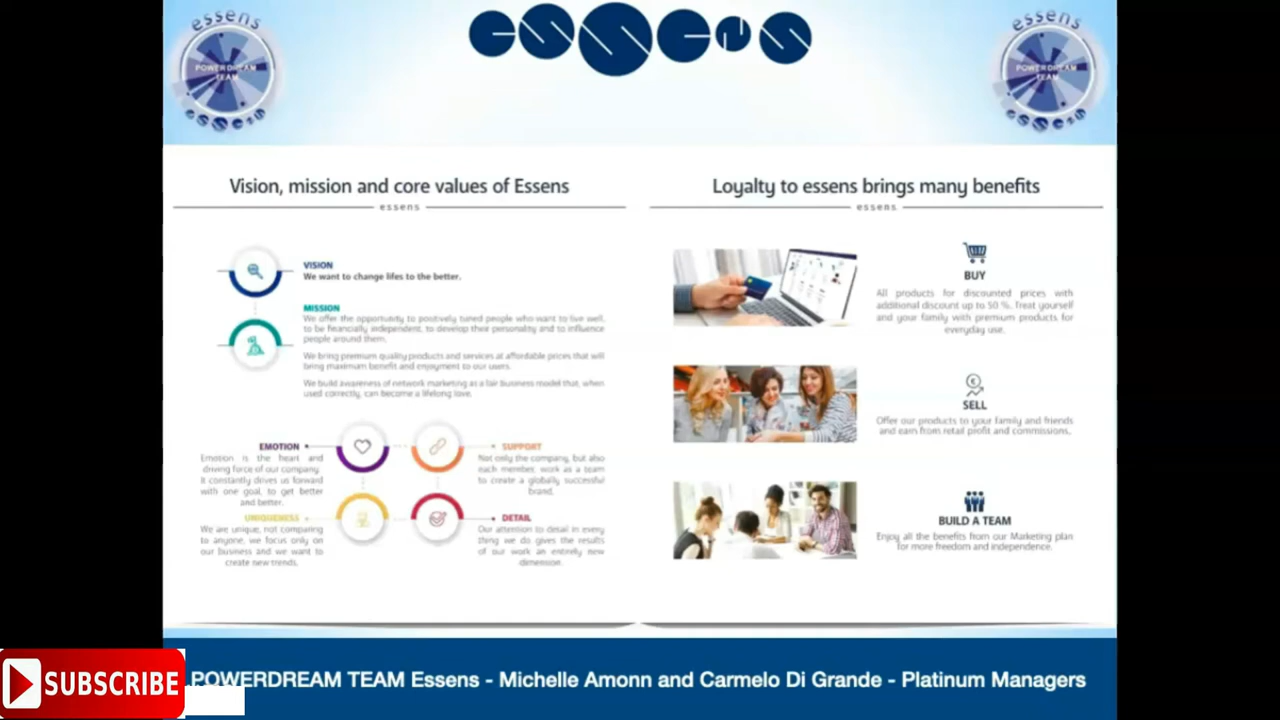 essens
essens
POWER DREAM
TEAM
essens
essens
POWER DREAM
TEAM
essens
Vision, mission and core values of Essens
essens
VISION
We want to change lifes to the better.
MISSION
We offer the opportunity to positively tuned people who want to live well,
to be financially independent, to develop their personality and to influence
people around them.
We bring premium quality products and services at affordable prices that will
bring maximum benefit and enjoyment to our users.
We build awareness of network marketing as a fair business model that, when
used correctly, can become a lifelong love.
EMOTION
Emotion is the heart and
driving force of our company.
It constantly drives us forward
with one goal, to get better
and better.
SUPPORT
Not only the company, but also
each member, work as a team
to create a globally successful
brand.
UNIQUENESS
We are unique, not comparing
to anyone, we focus only on
our business and we want to
create new trends.
DETAIL
Our attention to detail in every
thing we do gives the results
of our work an entirely new
dimension.
Loyalty to essens brings many benefits
essens
BUY
All products for discounted prices with
additional discount up to 50 %. Treat yourself
and your family with premium products for
everyday use.
SELL
Offer our products to your family and friends
and earn from retail profit and commissions.
BUILD A TEAM
Enjoy all the benefits from our Marketing plan
for more freedom and independence.
SUBSCRIBE
POWERDREAM TEAM Essens - Michelle Amonn and Carmelo Di Grande - Platinum Managers